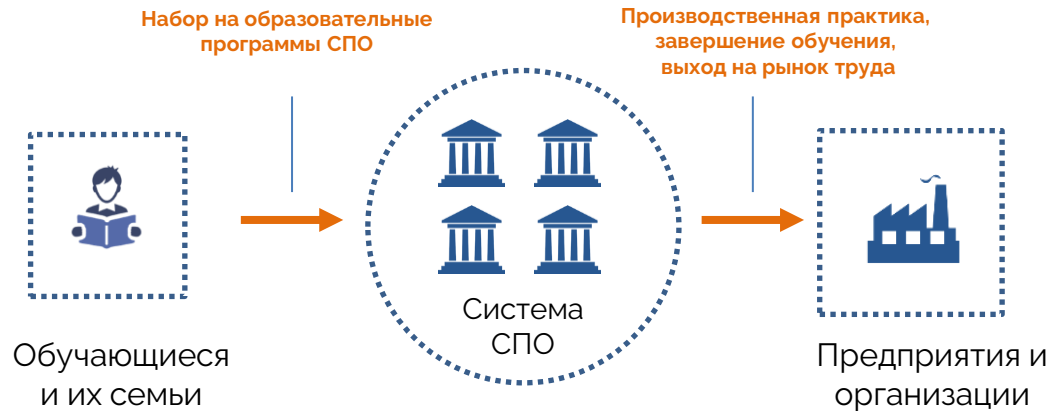 Набор на образовательные
программы СПО
Производственная практика,
завершение обучения,
выход на рынок труда
Система
СПО
Обучающиеся
и их семьи
Предприятия и
организации